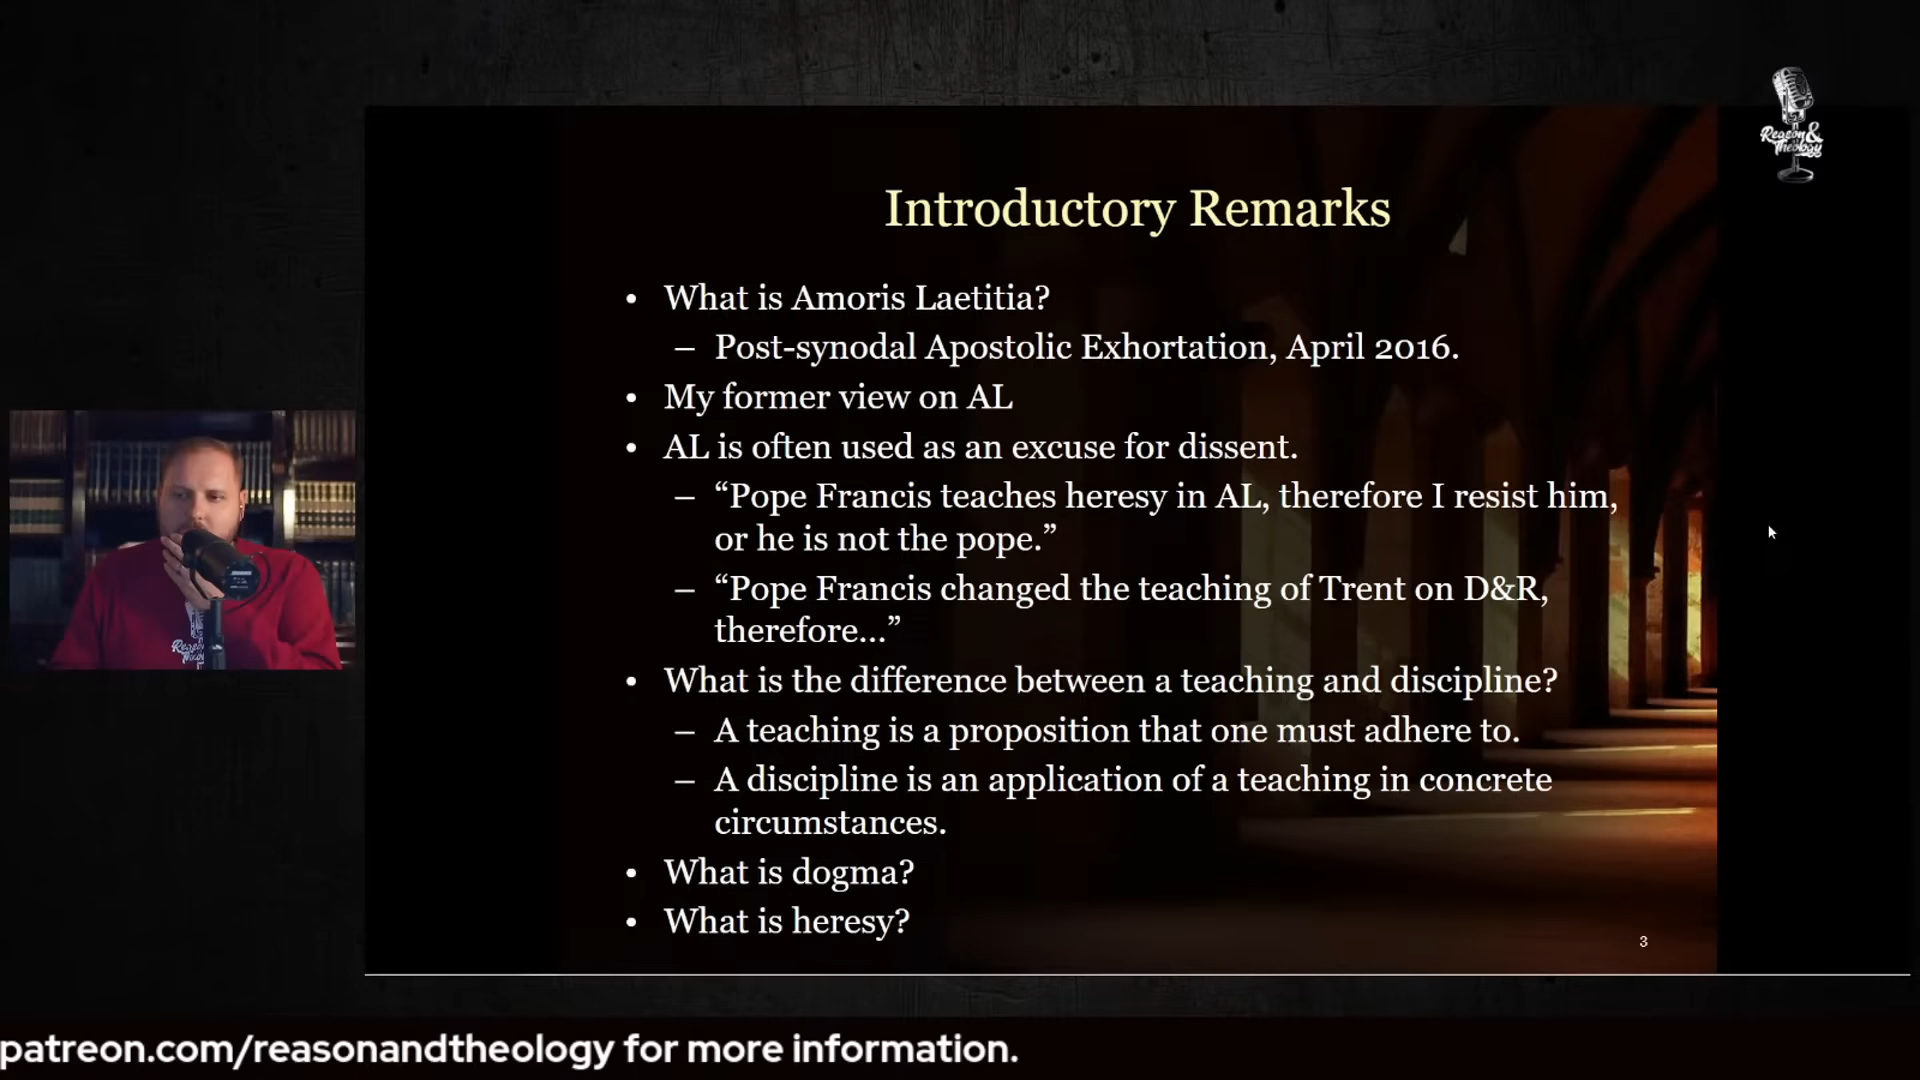 Reason &
Theology
Introductory Remarks
• What is Amoris Laetitia?
– Post-synodal Apostolic Exhortation, April 2016.
• My former view on AL
• AL is often used as an excuse for dissent.
– “Pope Francis teaches heresy in AL, therefore I resist him,
or he is not the pope.”
– “Pope Francis changed the teaching of Trent on D&R,
therefore...”
• What is the difference between a teaching and discipline?
– A teaching is a proposition that one must adhere to.
– A discipline is an application of a teaching in concrete
circumstances.
• What is dogma?
• What is heresy?
3
patreon.com/reasonandtheology for more information.